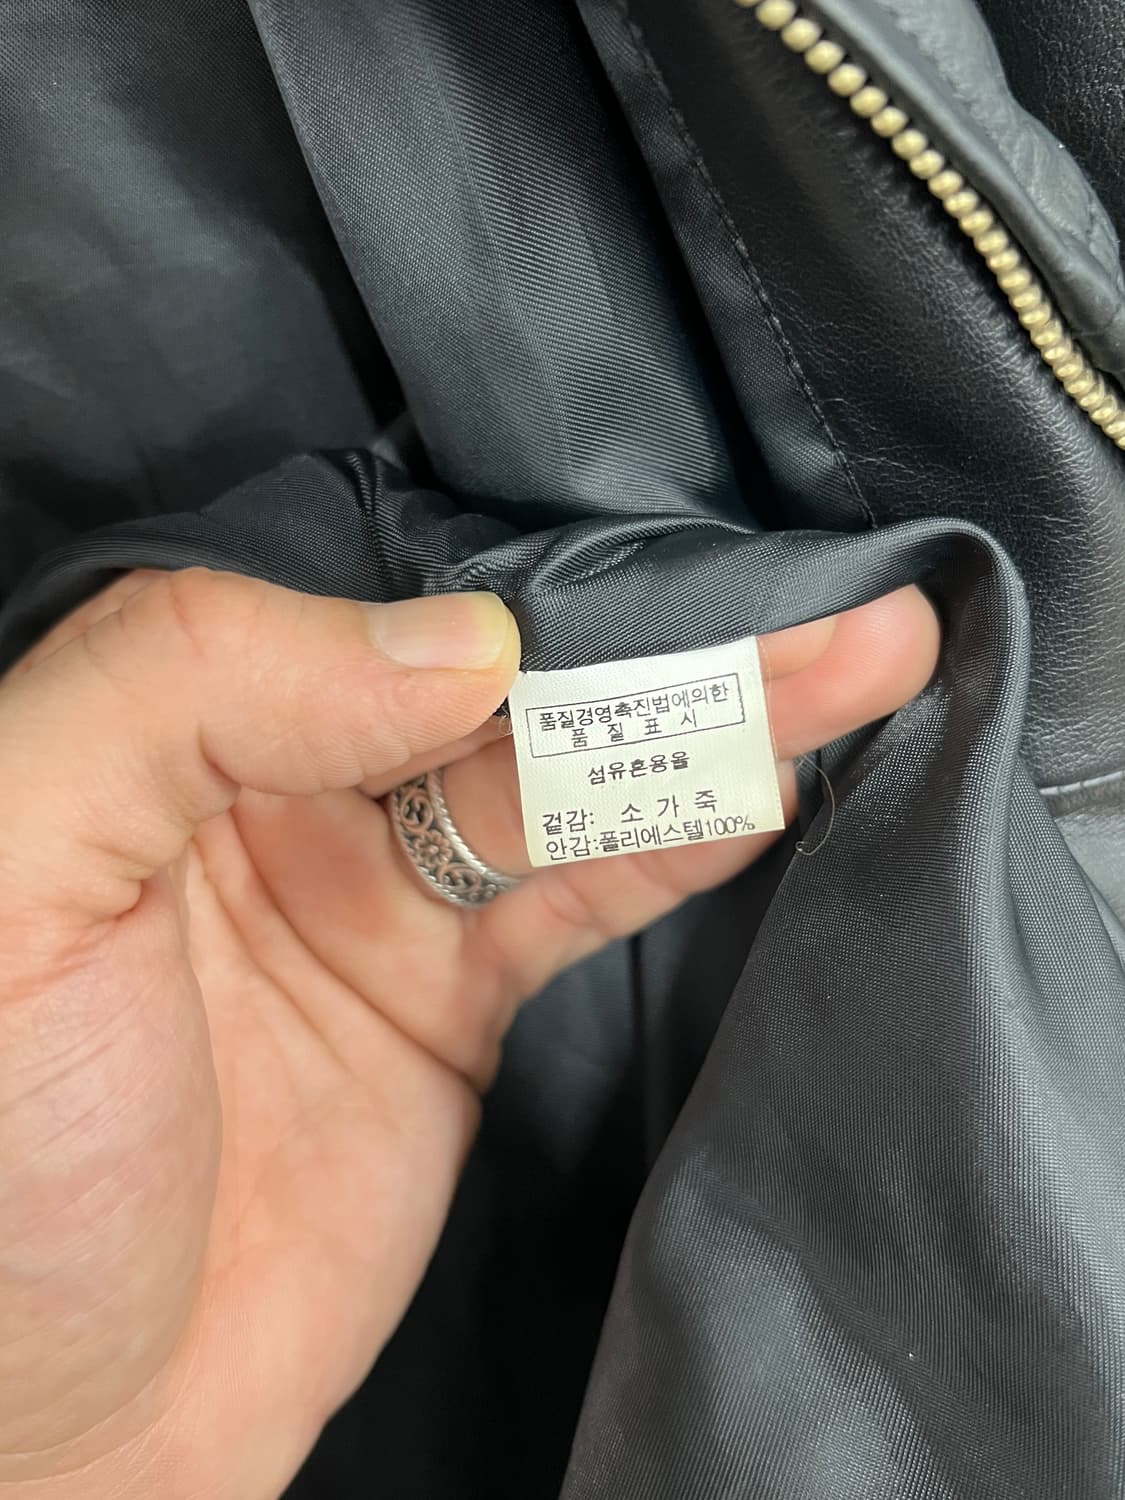 품질경영촉진법에의한
품 질 표 시
섬유혼용율
겉감: 소 가 죽
안감:폴리에스텔100%